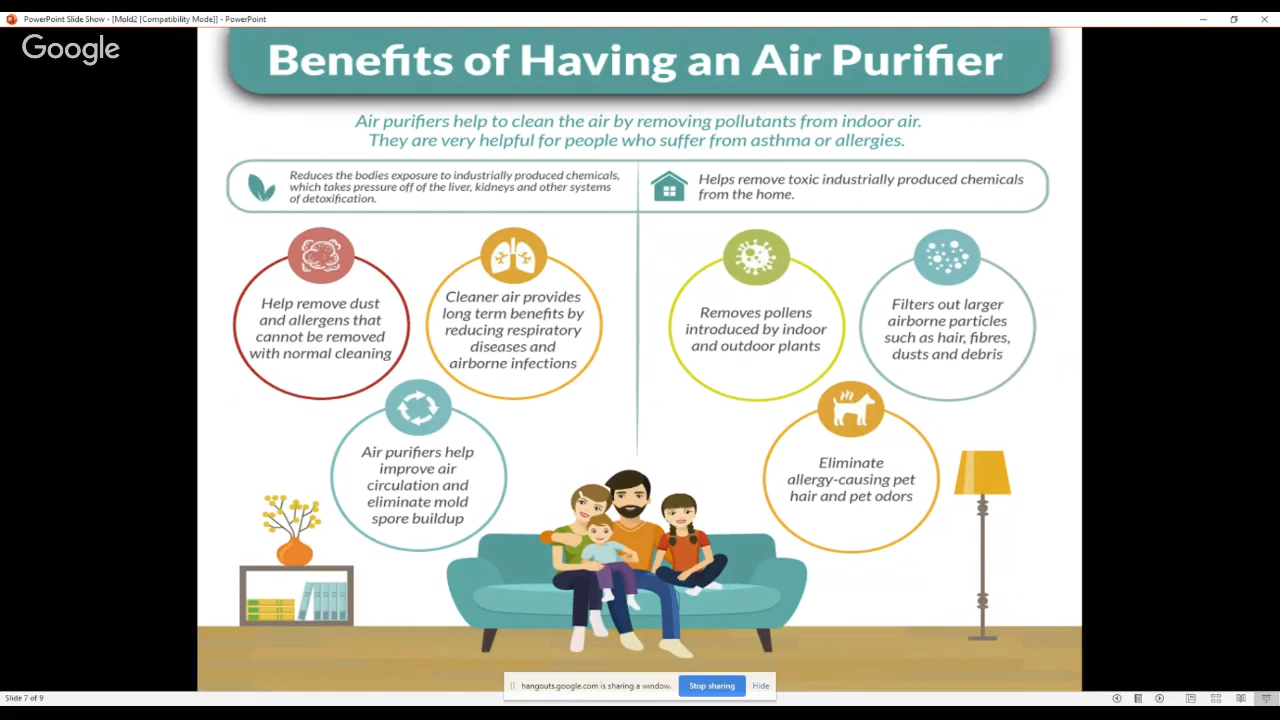 PowerPoint Slide Show - [Mold2 [Compatibility Mode]] - PowerPoint
Google
Benefits of Having an Air Purifier
Air purifiers help to clean the air by removing pollutants from indoor air.
They are very helpful for people who suffer from asthma or allergies.
Reduces the bodies exposure to industrially produced chemicals,
which takes pressure off of the liver, kidneys and other systems
of detoxification.
Helps remove toxic industrially produced chemicals
from the home.
Help remove dust
and allergens that
cannot be removed
with normal cleaning
Cleaner air provides
long term benefits by
reducing respiratory
diseases and
airborne infections
Removes pollens
introduced by indoor
and outdoor plants
Filters out larger
airborne particles
such as hair, fibres,
dusts and debris
Air purifiers help
improve air
circulation and
eliminate mold
spore buildup
Eliminate
allergy-causing pet
hair and pet odors
hangouts.google.com is sharing a window.
Stop sharing
Hide
Slide 7 of 9